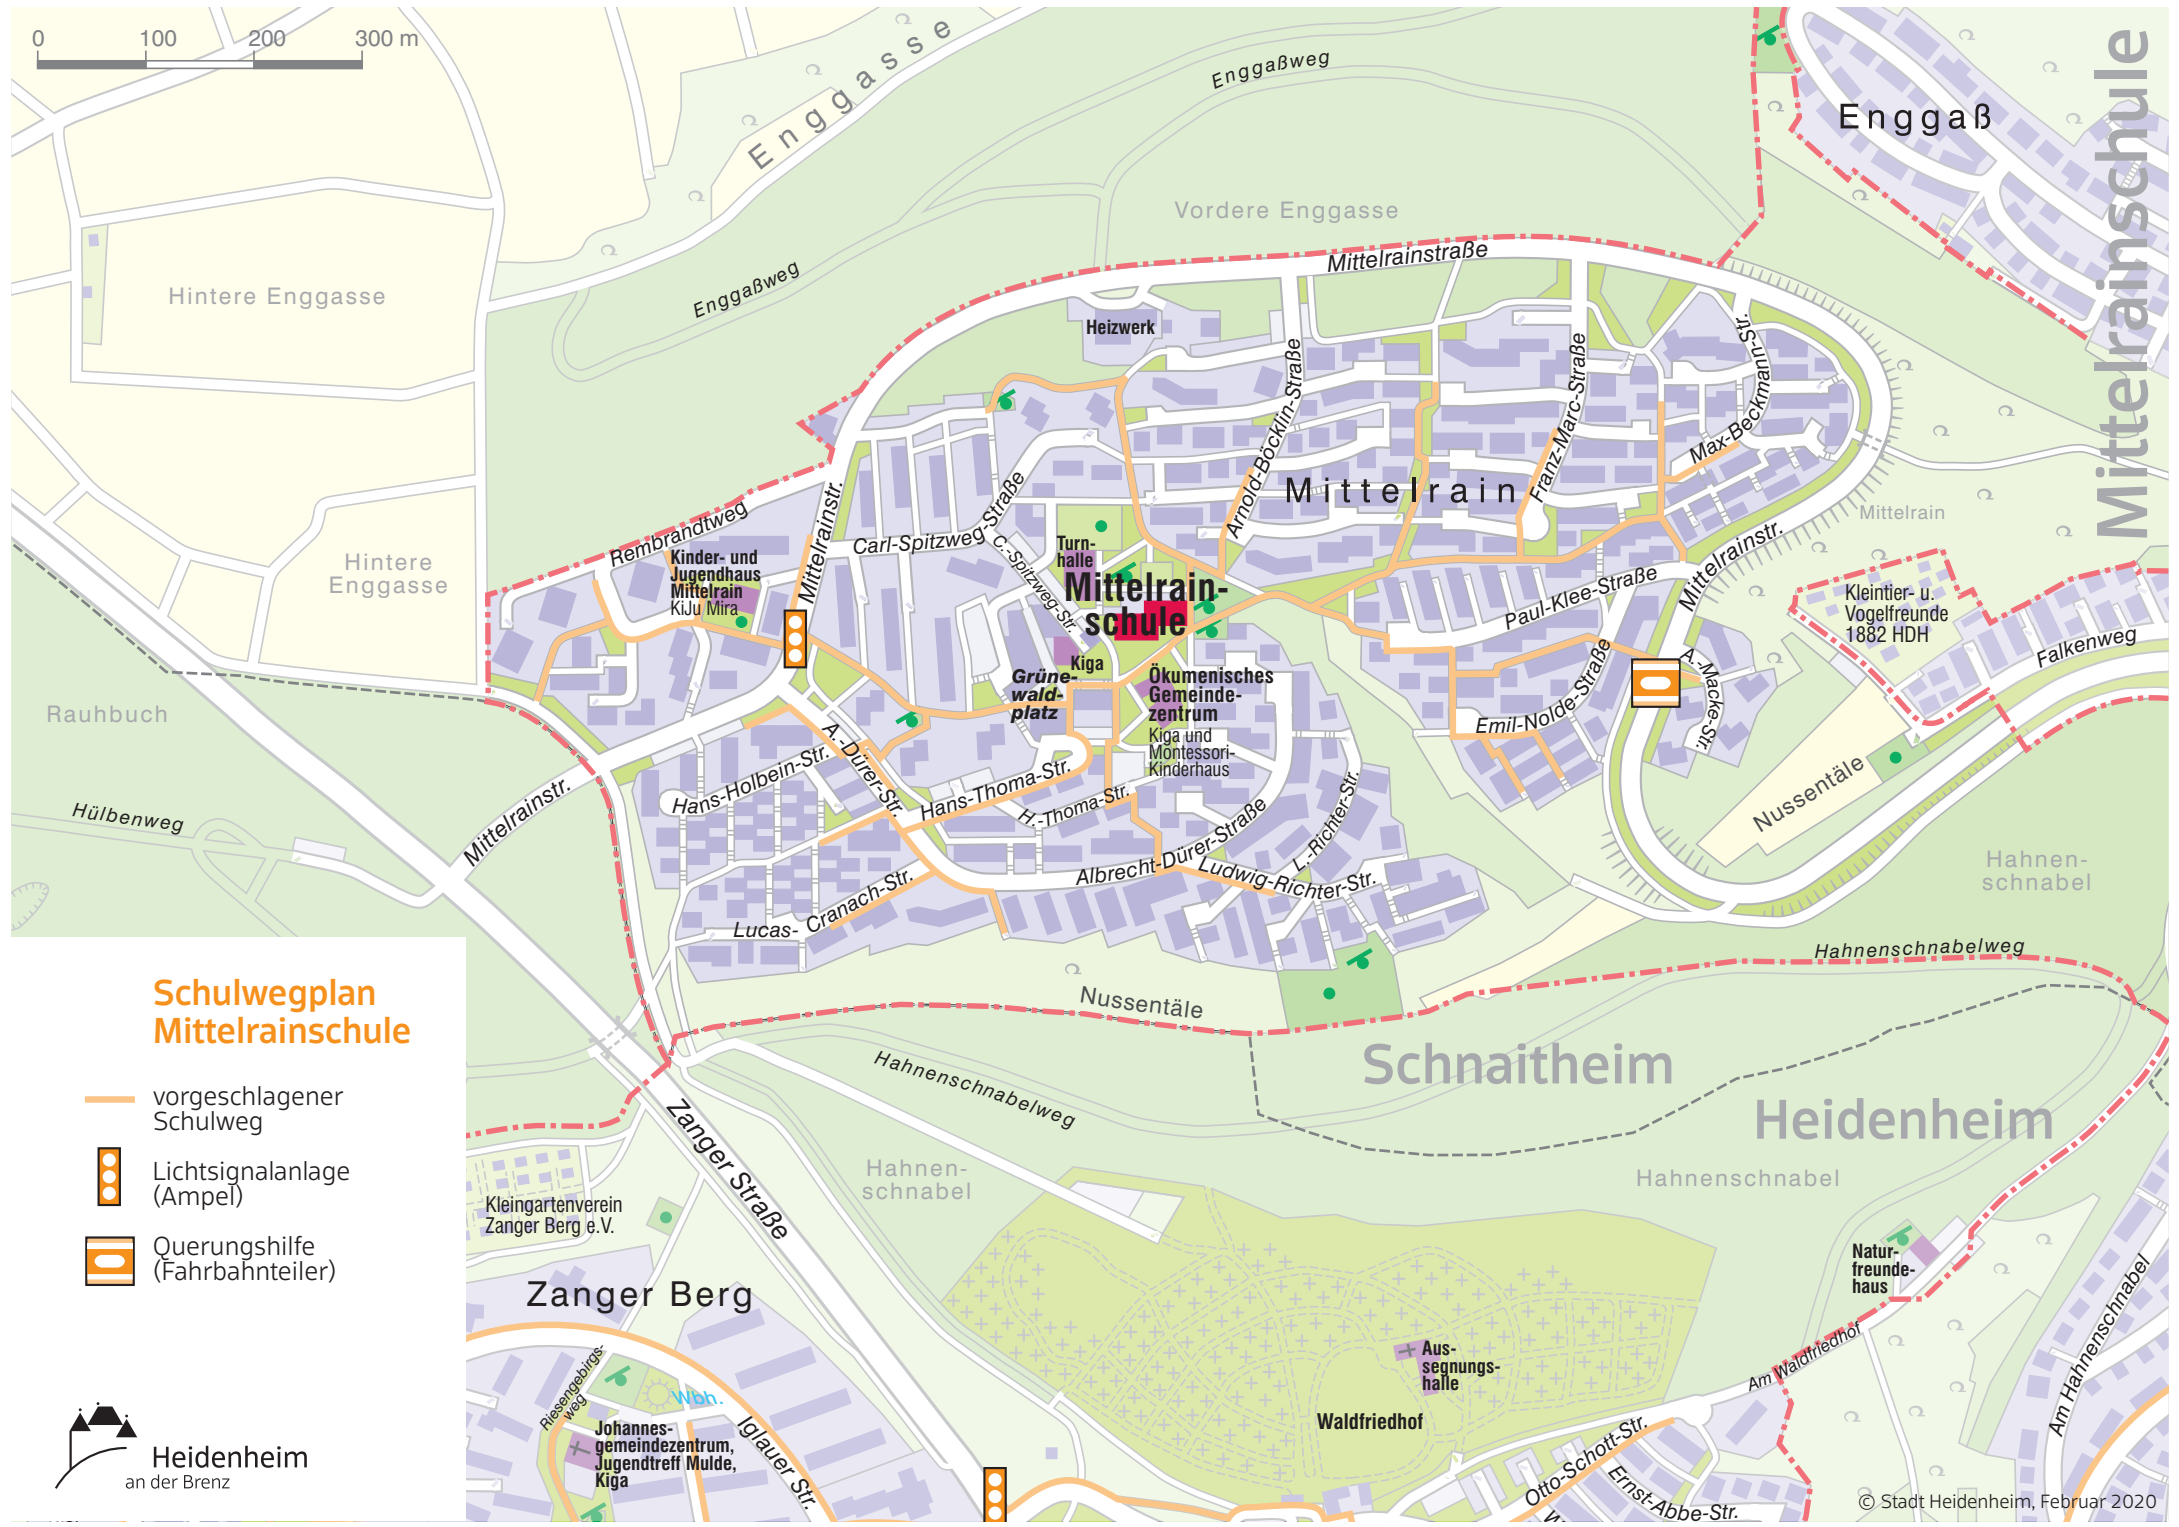 0 100 200 300 m
Enggasse
Enggaßweg
Enggaß
Mittelrainschule
Vordere Enggasse
Mittelrainstraße
Enggaßweg
Hintere Enggasse
Heizwerk
Max-Beckmann-Str.
Arnold-Böcklin-Straße
Franz-Marc-Straße
Mittelrain
Mittelrain
Rembrandtweg
Mittelrainstr.
Carl-Spitzweg-Straße
C.-Spitzweg-Str.
Hintere
Enggasse
Kinder- und
Jugendhaus
Mittelrain
KiJu Mira
Turn-
halle
Mittelrain-
schule
Mittelrainstr.
Paul-Klee-Straße
Kleintier- u.
Vogelfreunde
1882 HDH
Falkenweg
Kiga
Grüne-
wald-
platz
Ökumenisches
Gemeinde-
zentrum
Kiga und
Montessori-
Kinderhaus
Emil-Nolde-Straße
A.-Macke-Str.
Rauhbuch
A.-Dürer-Str.
Hans-Holbein-Str.
Hans-Thoma-Str.
H.-Thoma-Str.
L.-Richter-Str.
Nussentäle
Hülbenweg
Mittelrainstr.
Albrecht-Dürer-Straße
Ludwig-Richter-Str.
Lucas- Cranach-Str.
Hahnen-
schnabel
Hahnenschnabelweg
Nussentäle
Schulwegplan
Mittelrainschule
vorgeschlagener
Schulweg
Lichtsignalanlage
(Ampel)
Querungshilfe
(Fahrbahnteiler)
Heidenheim
an der Brenz
Schnaitheim
Heidenheim
Hahnenschnabelweg
Zanger Straße
Hahnen-
schnabel
Hahnenschnabel
Kleingartenverein
Zanger Berg e.V.
Zanger Berg
Natur-
freunde-
haus
Riesengebirgs-
weg
Wbh.
Iglauer Str.
Johannes-
gemeindezentrum,
Jugendtreff Mulde,
Kiga
Aus-
segnungs-
halle
Waldfriedhof
Am Waldfriedhof
Am Hahnenschnabel
Otto-Schott-Str.
Ernst-Abbe-Str.
© Stadt Heidenheim, Februar 2020